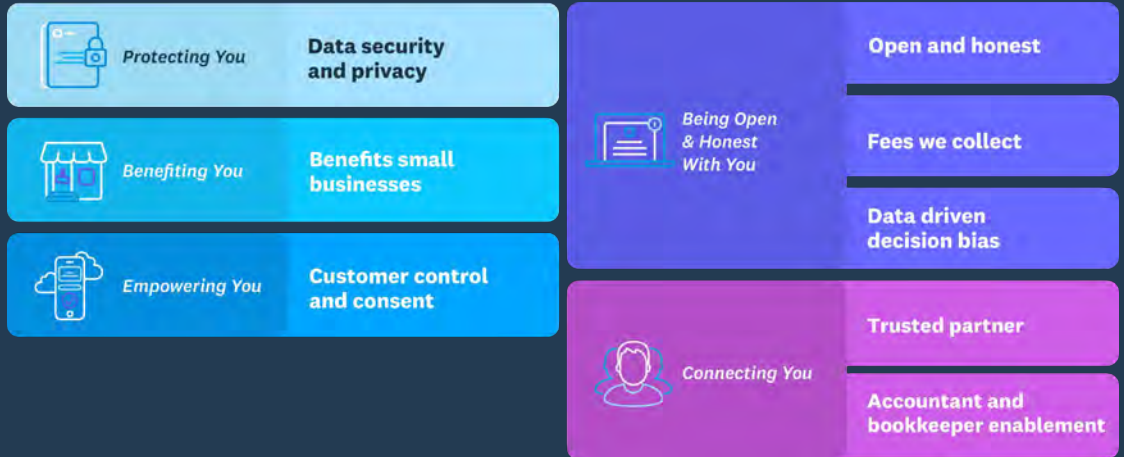 Protecting You
Data security
and privacy
Benefiting You
Benefits small
businesses
Empowering You
Customer control
and consent
Being Open
& Honest
With You
Open and honest
Fees we collect
Data driven
decision bias
Connecting You
Trusted partner
Accountant and
bookkeeper enablement